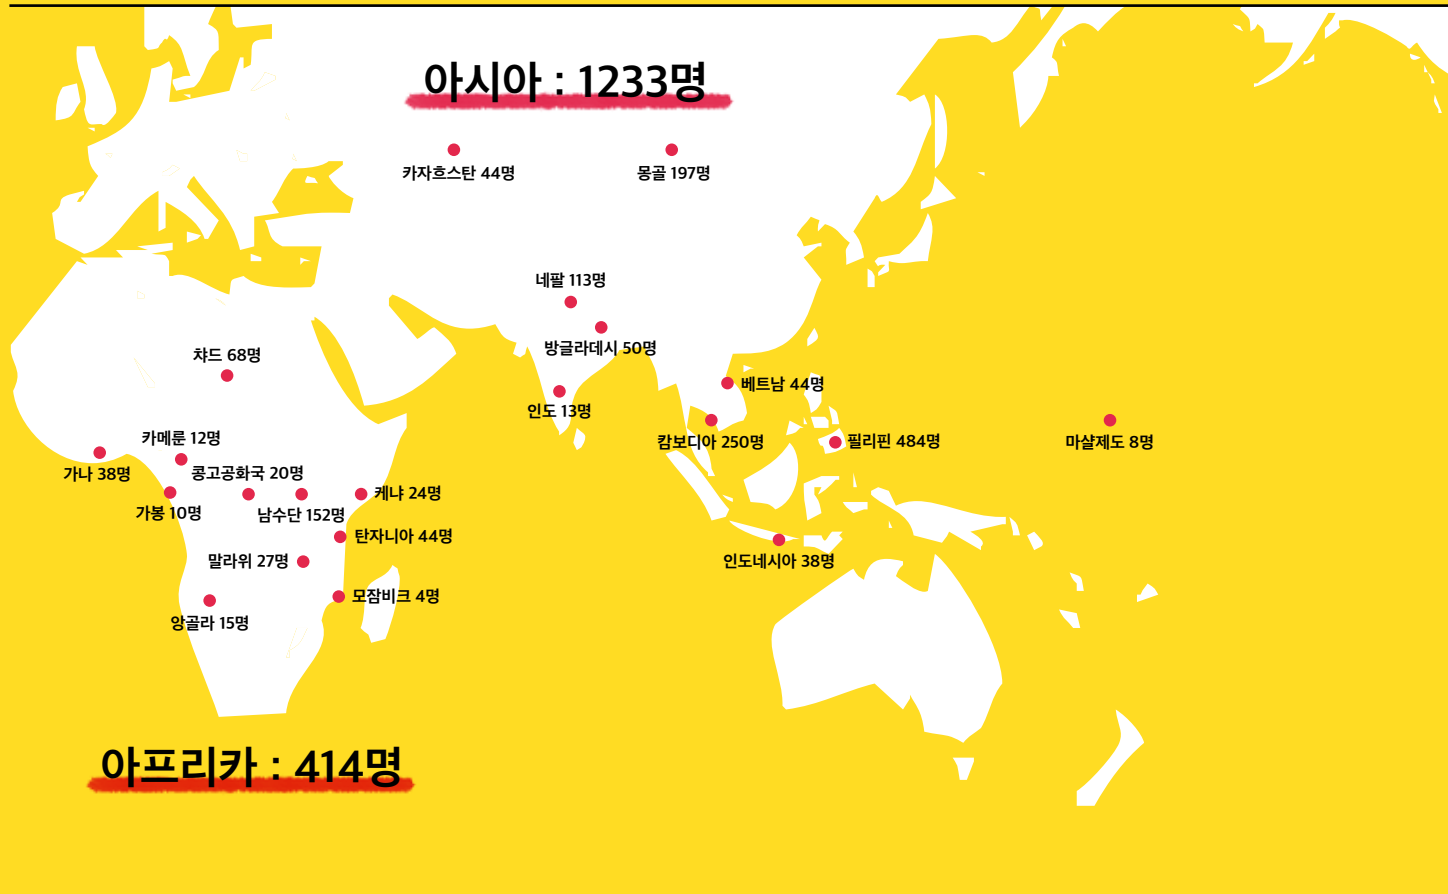 아시아 : 1233명
카자흐스탄 44명
몽골 197명
네팔 113명
방글라데시 50명
챠드 68명
베트남 44명
인도 13명
카메룬 12명
캄보디아 250명
필리핀 484명
마샬제도 8명
가나 38명
콩고공화국 20명
케냐 24명
가봉 10명
남수단 152명
탄자니아 44명
말라위 27명
인도네시아 38명
모잠비크 4명
앙골라 15명
아프리카 : 414명